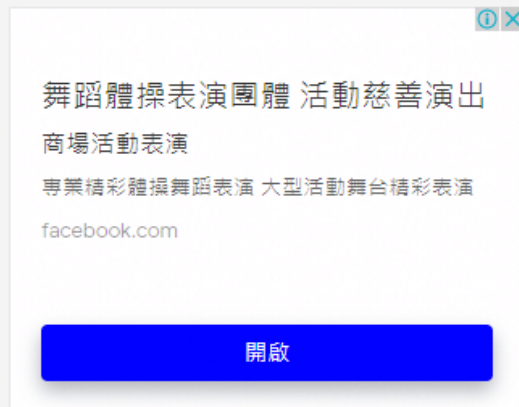 舞蹈體操表演團體 活動慈善演出
商場活動表演
専業精彩體操舞蹈表演 大型活動舞台精彩表演
facebook.com
開啟